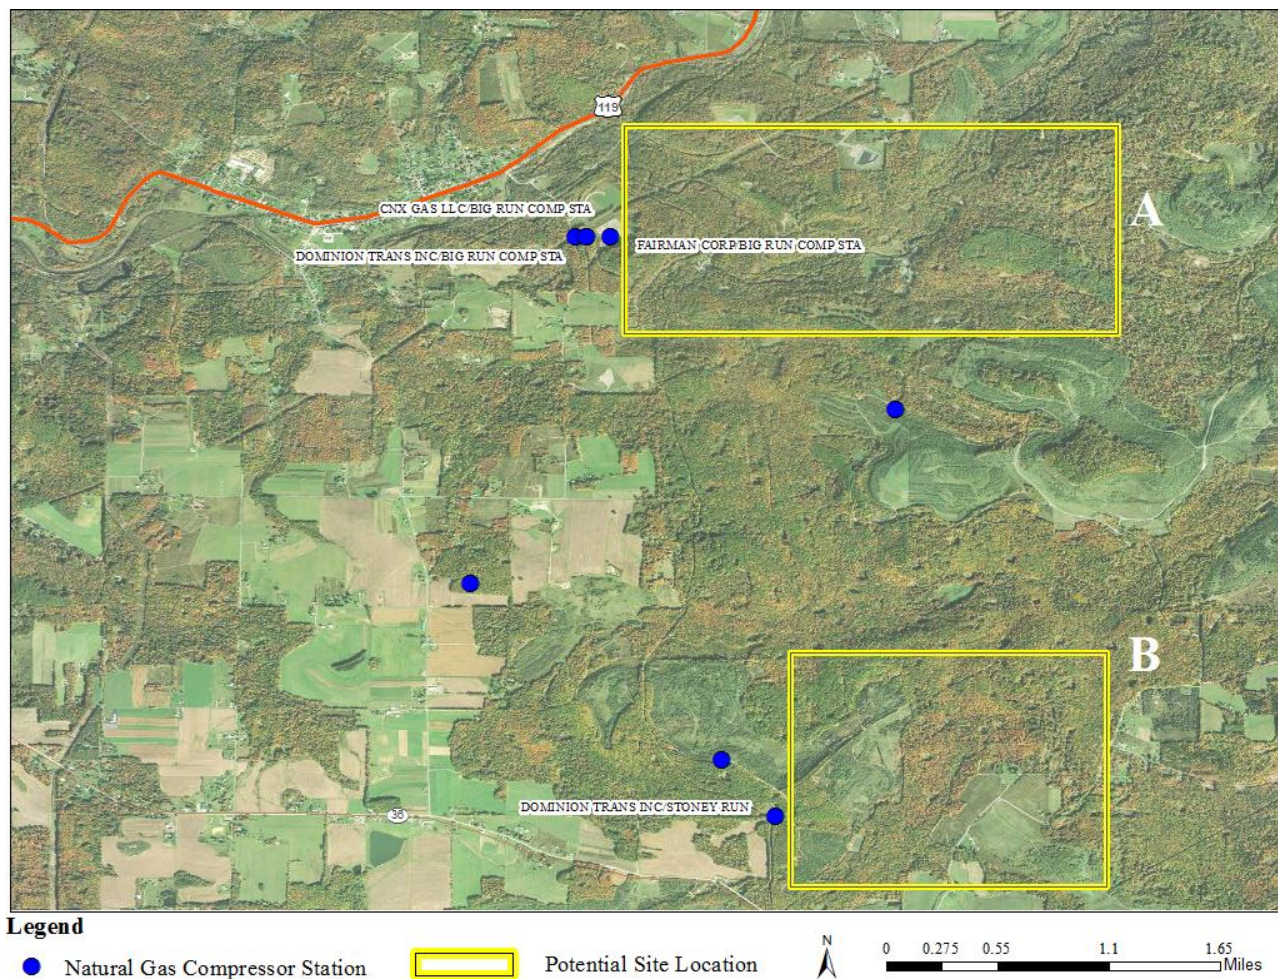 119
CNX GAS LLC/BIG RUN COMP STA
A
DOMINION TRANS INC/BIG RUN COMP STA
FAIRMAN CORP/BIG RUN COMP STA
B
DOMINION TRANS INC/STONEY RUN
36
Legend
Natural Gas Compressor Station
Potential Site Location
N
0 0.275 0.55 1.1 1.65
Miles